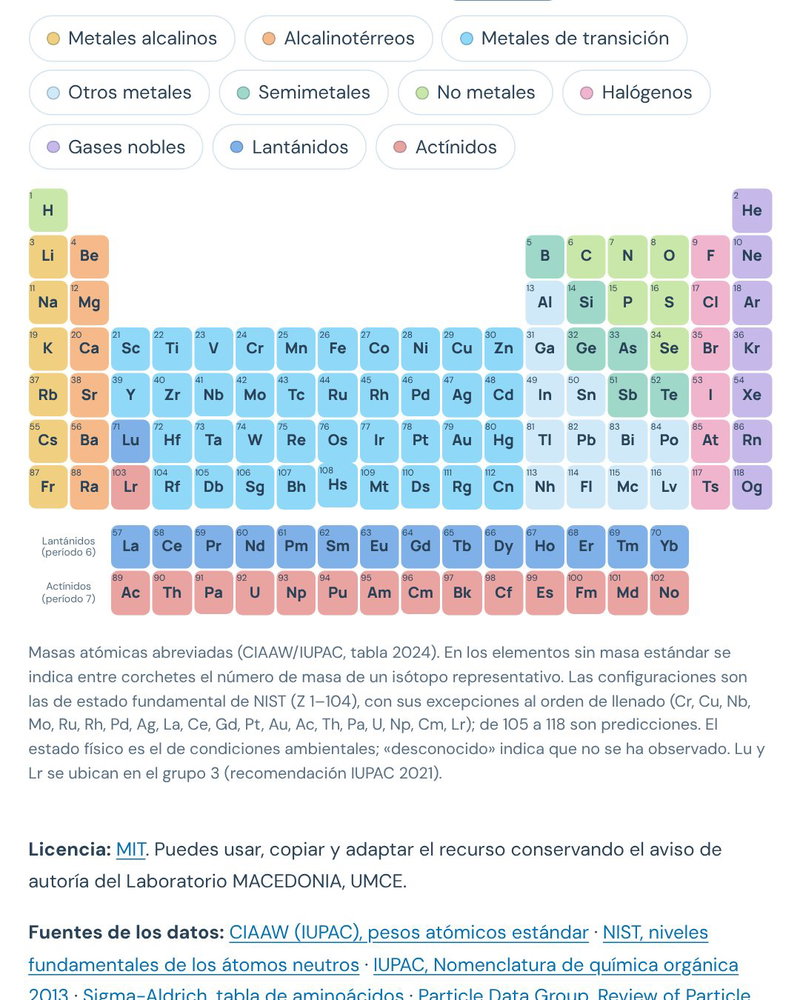 Metales alcalinos Alcalinotérreos Metales de transición
Otros metales Semimetales No metales Halógenos
Gases nobles Lantánidos Actínidos
1 H 2 He
3 Li 4 Be 5 B 6 C 7 N 8 O 9 F 10 Ne
11 Na 12 Mg 13 Al 14 Si 15 P 16 S 17 Cl 18 Ar
19 K 20 Ca 21 Sc 22 Ti 23 V 24 Cr 25 Mn 26 Fe 27 Co 28 Ni 29 Cu 30 Zn 31 Ga 32 Ge 33 As 34 Se 35 Br 36 Kr
37 Rb 38 Sr 39 Y 40 Zr 41 Nb 42 Mo 43 Tc 44 Ru 45 Rh 46 Pd 47 Ag 48 Cd 49 In 50 Sn 51 Sb 52 Te 53 I 54 Xe
55 Cs 56 Ba 71 Lu 72 Hf 73 Ta 74 W 75 Re 76 Os 77 Ir 78 Pt 79 Au 80 Hg 81 Tl 82 Pb 83 Bi 84 Po 85 At 86 Rn
87 Fr 88 Ra 103 Lr 104 Rf 105 Db 106 Sg 107 Bh 108 Hs 109 Mt 110 Ds 111 Rg 112 Cn 113 Nh 114 Fl 115 Mc 116 Lv 117 Ts 118 Og
Lantánidos
(período 6)
57 La 58 Ce 59 Pr 60 Nd 61 Pm 62 Sm 63 Eu 64 Gd 65 Tb 66 Dy 67 Ho 68 Er 69 Tm 70 Yb
Actínidos
(período 7)
89 Ac 90 Th 91 Pa 92 U 93 Np 94 Pu 95 Am 96 Cm 97 Bk 98 Cf 99 Es 100 Fm 101 Md 102 No
Masas atómicas abreviadas (CIAAW/IUPAC, tabla 2024). En los elementos sin masa estándar se
indica entre corchetes el número de masa de un isótopo representativo. Las configuraciones son
las de estado fundamental de NIST (Z 1–104), con sus excepciones al orden de llenado (Cr, Cu, Nb,
Mo, Ru, Rh, Pd, Ag, La, Ce, Gd, Pt, Au, Ac, Th, Pa, U, Np, Cm, Lr); de 105 a 118 son predicciones. El
estado físico es el de condiciones ambientales; «desconocido» indica que no se ha observado. Lu y
Lr se ubican en el grupo 3 (recomendación IUPAC 2021).
Licencia: MIT. Puedes usar, copiar y adaptar el recurso conservando el aviso de
autoría del Laboratorio MACEDONIA, UMCE.
Fuentes de los datos: CIAAW (IUPAC), pesos atómicos estándar · NIST, niveles
fundamentales de los átomos neutros · IUPAC, Nomenclatura de química orgánica
2013 · Sigma-Aldrich, tabla de aminoácidos · Particle Data Group, Review of Particle